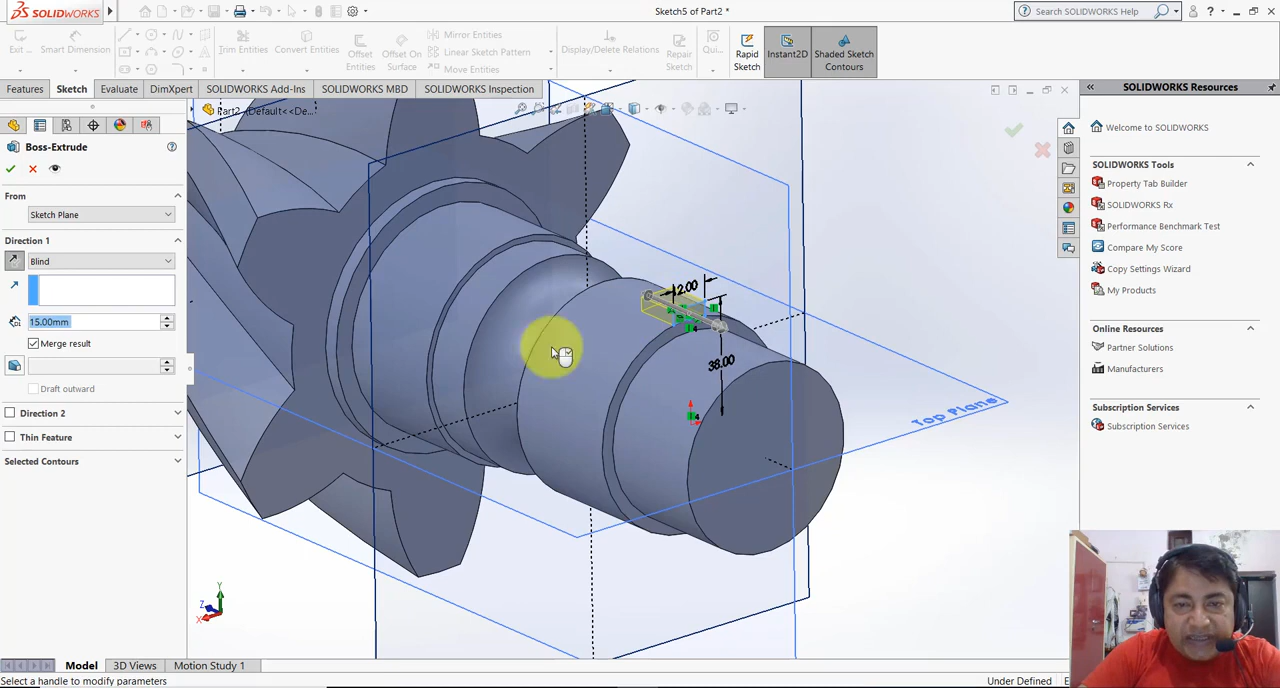 SOLIDWORKS
Sketch5 of Part2 *
Search SOLIDWORKS Help
Exit ...
Smart Dimension
Trim Entities
Convert Entities
Offset Entities
Offset On Surface
Mirror Entities
Linear Sketch Pattern
Move Entities
Display/Delete Relations
Repair Sketch
Qui...
Rapid Sketch
Instant2D
Shaded Sketch Contours
Features
Sketch
Evaluate
DimXpert
SOLIDWORKS Add-Ins
SOLIDWORKS MBD
SOLIDWORKS Inspection
Part2 (Default<<De...
Boss-Extrude
From
Sketch Plane
Direction 1
Blind
15.00mm
Merge result
Draft outward
Direction 2
Thin Feature
Selected Contours
12.00
38.00
Top Plane
Y
Z
X
SOLIDWORKS Resources
Welcome to SOLIDWORKS
SOLIDWORKS Tools
Property Tab Builder
SOLIDWORKS Rx
Performance Benchmark Test
Compare My Score
Copy Settings Wizard
My Products
Online Resources
Partner Solutions
Manufacturers
Subscription Services
Subscription Services
Model
3D Views
Motion Study 1
Select a handle to modify parameters
Under Defined